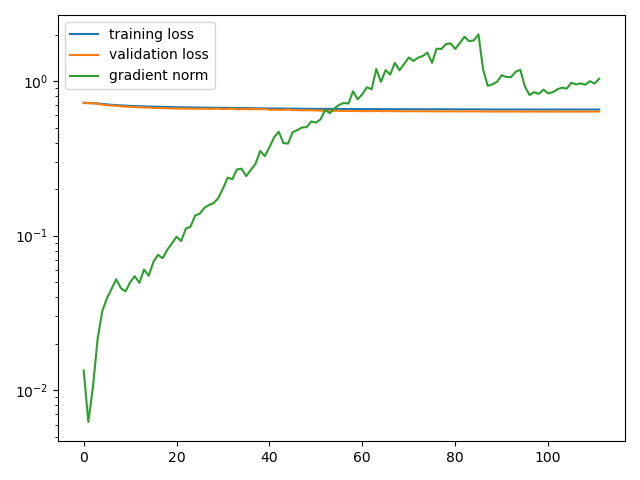 training loss
validation loss
gradient norm
10⁰
10⁻¹
10⁻²
0 20 40 60 80 100